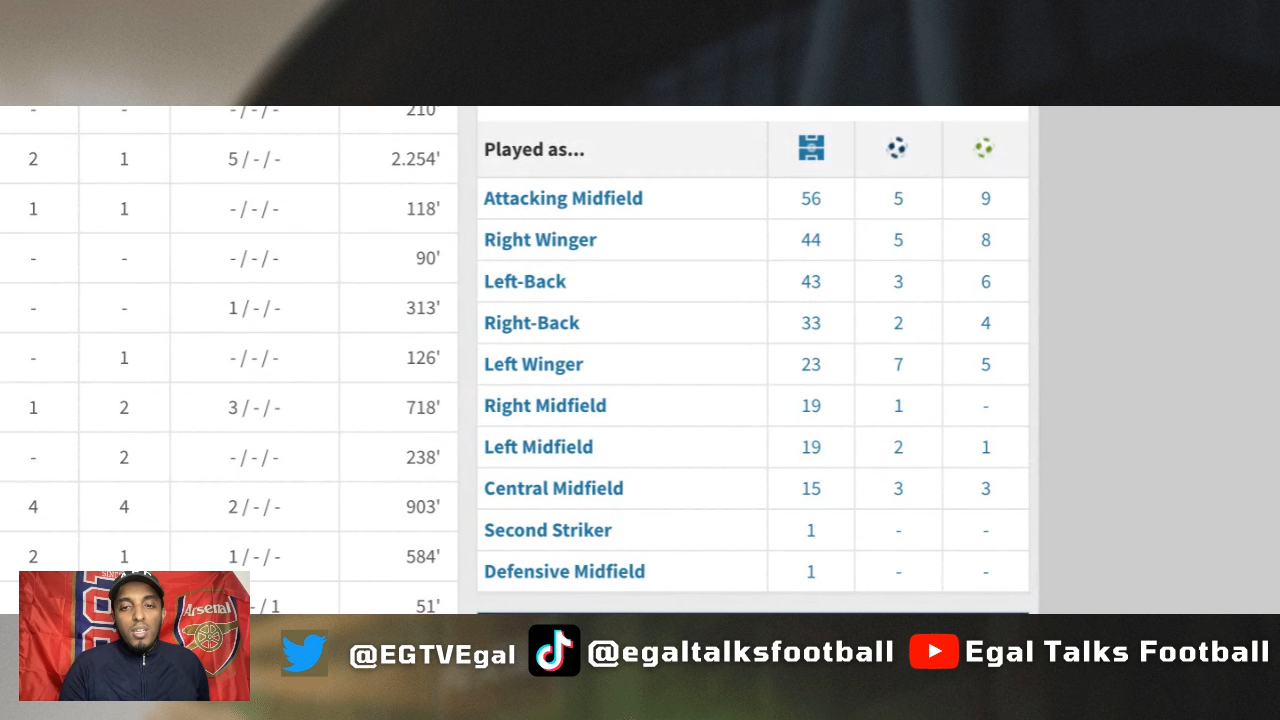 - - -/-/- 210'
2 1 5/-/- 2.254'
1 1 -/-/- 118'
- - -/-/- 90'
- - 1/-/- 313'
- 1 -/-/- 126'
1 2 3/-/- 718'
- 2 -/-/- 238'
4 4 2/-/- 903'
2 1 1/-/- 584'
-/1 51'
Played as...
Attacking Midfield 56 5 9
Right Winger 44 5 8
Left-Back 43 3 6
Right-Back 33 2 4
Left Winger 23 7 5
Right Midfield 19 1 -
Left Midfield 19 2 1
Central Midfield 15 3 3
Second Striker 1 - -
Defensive Midfield 1 - -
Arsenal
@EGTVEgal @egaltalksfootball Egal Talks Football